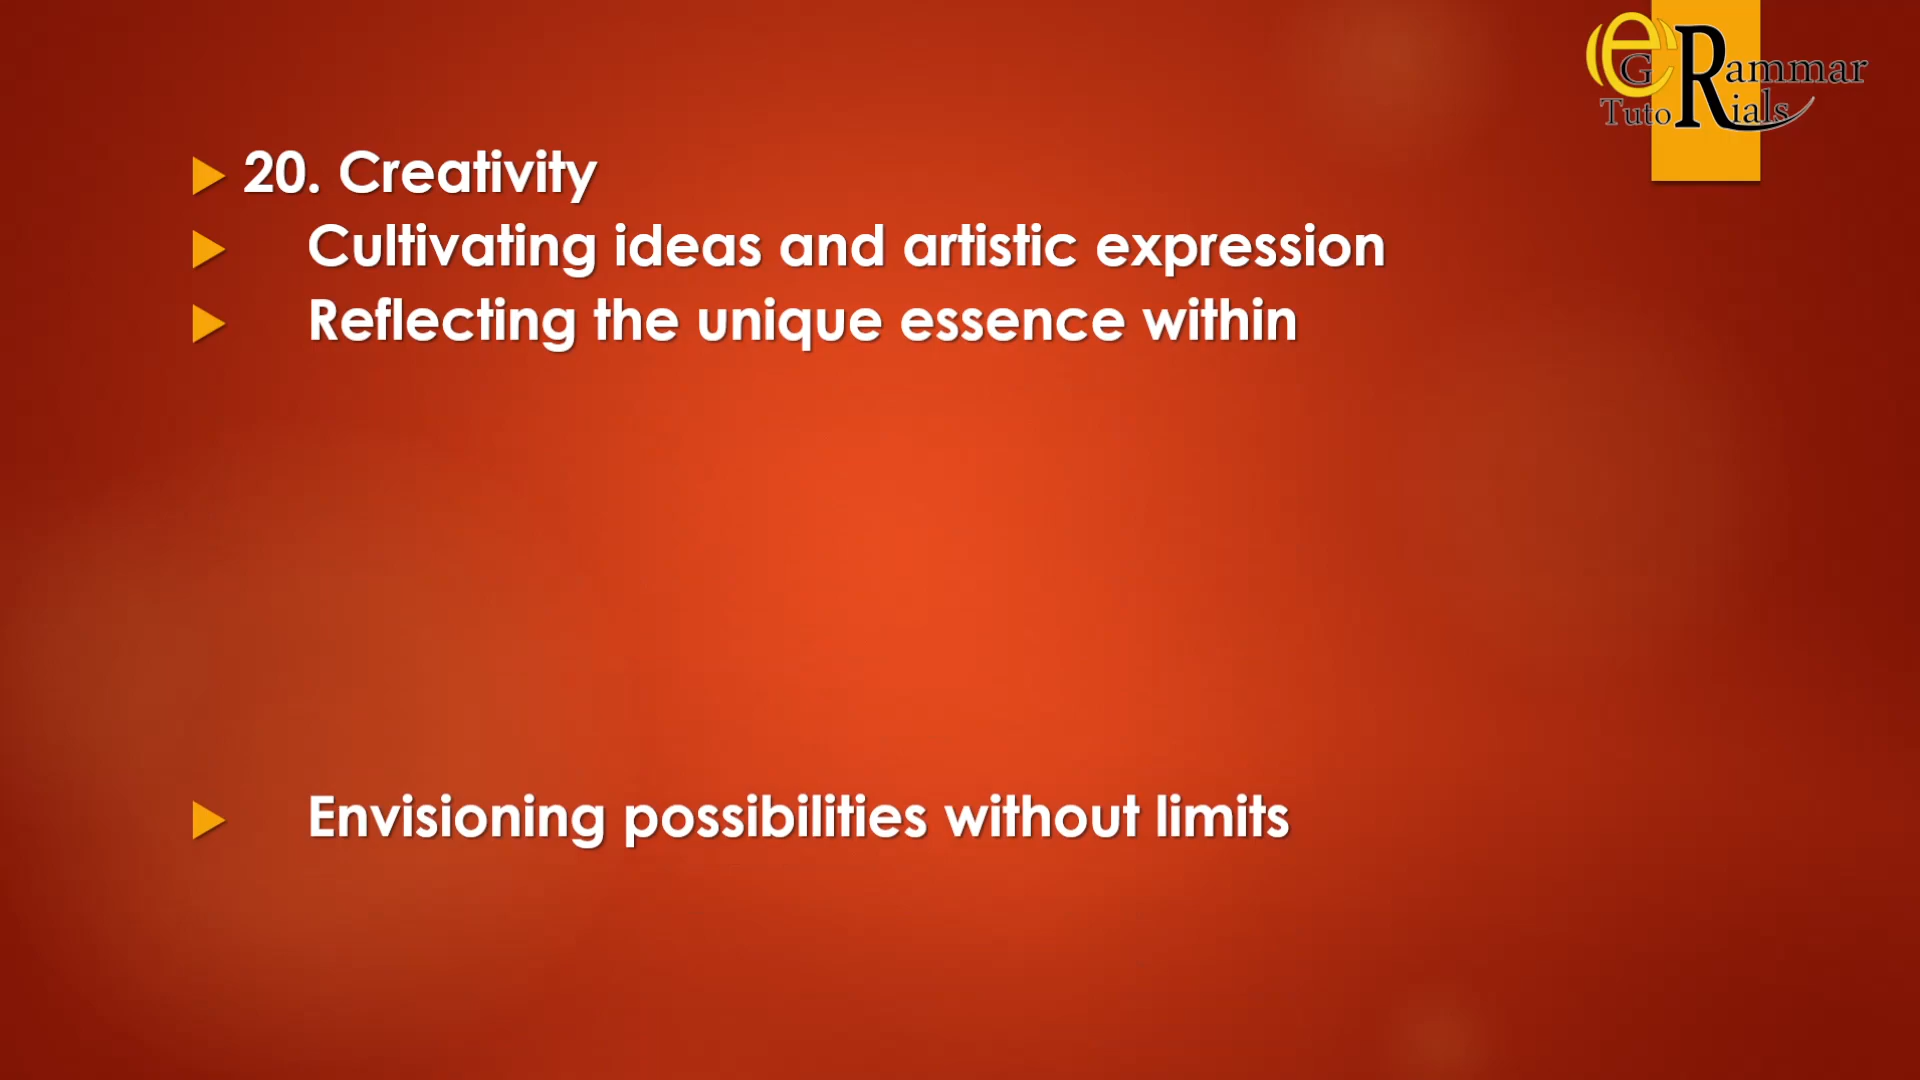 eGRammar
TutoRials
20. Creativity
Cultivating ideas and artistic expression
Reflecting the unique essence within
Envisioning possibilities without limits